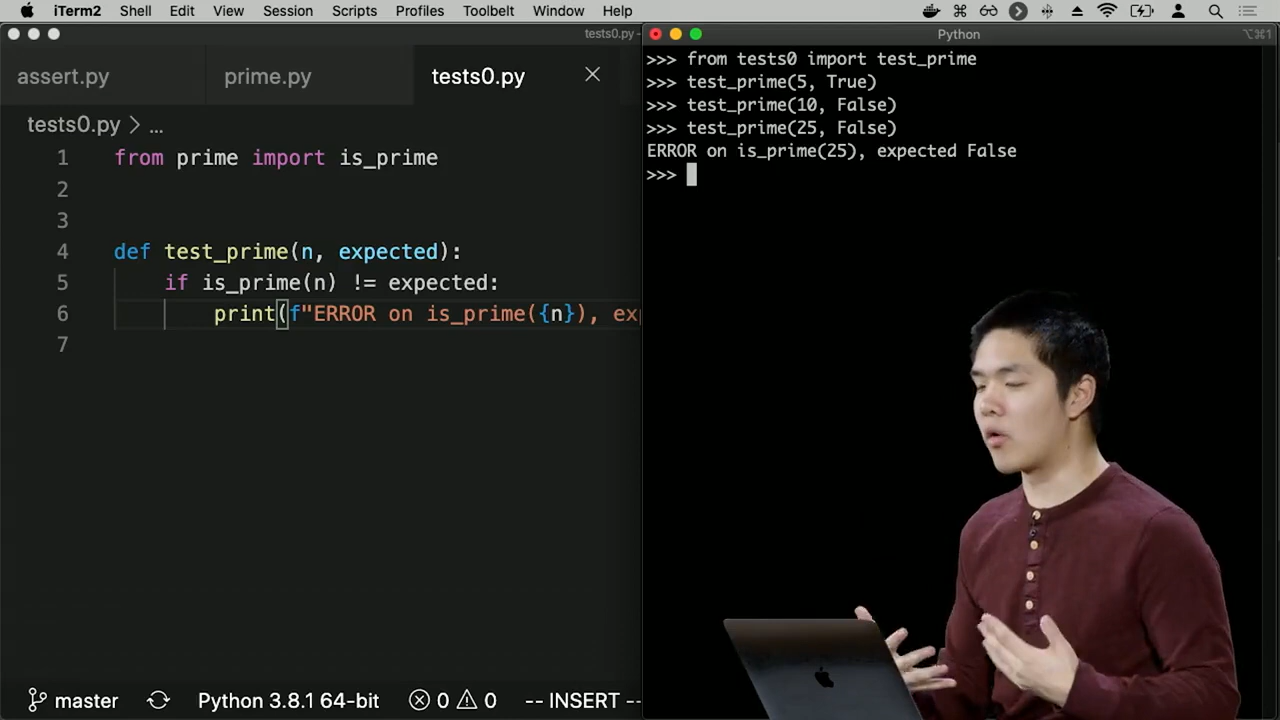 iTerm2 Shell Edit View Session Scripts Profiles Toolbelt Window Help
tests0.py -
Python
⌥⌘1
assert.py prime.py tests0.py
tests0.py > ...
1 from prime import is_prime
2
3
4 def test_prime(n, expected):
5 if is_prime(n) != expected:
6 print(f"ERROR on is_prime({n}), exp
7
>>> from tests0 import test_prime
>>> test_prime(5, True)
>>> test_prime(10, False)
>>> test_prime(25, False)
ERROR on is_prime(25), expected False
>>>
master Python 3.8.1 64-bit 0 0 -- INSERT --